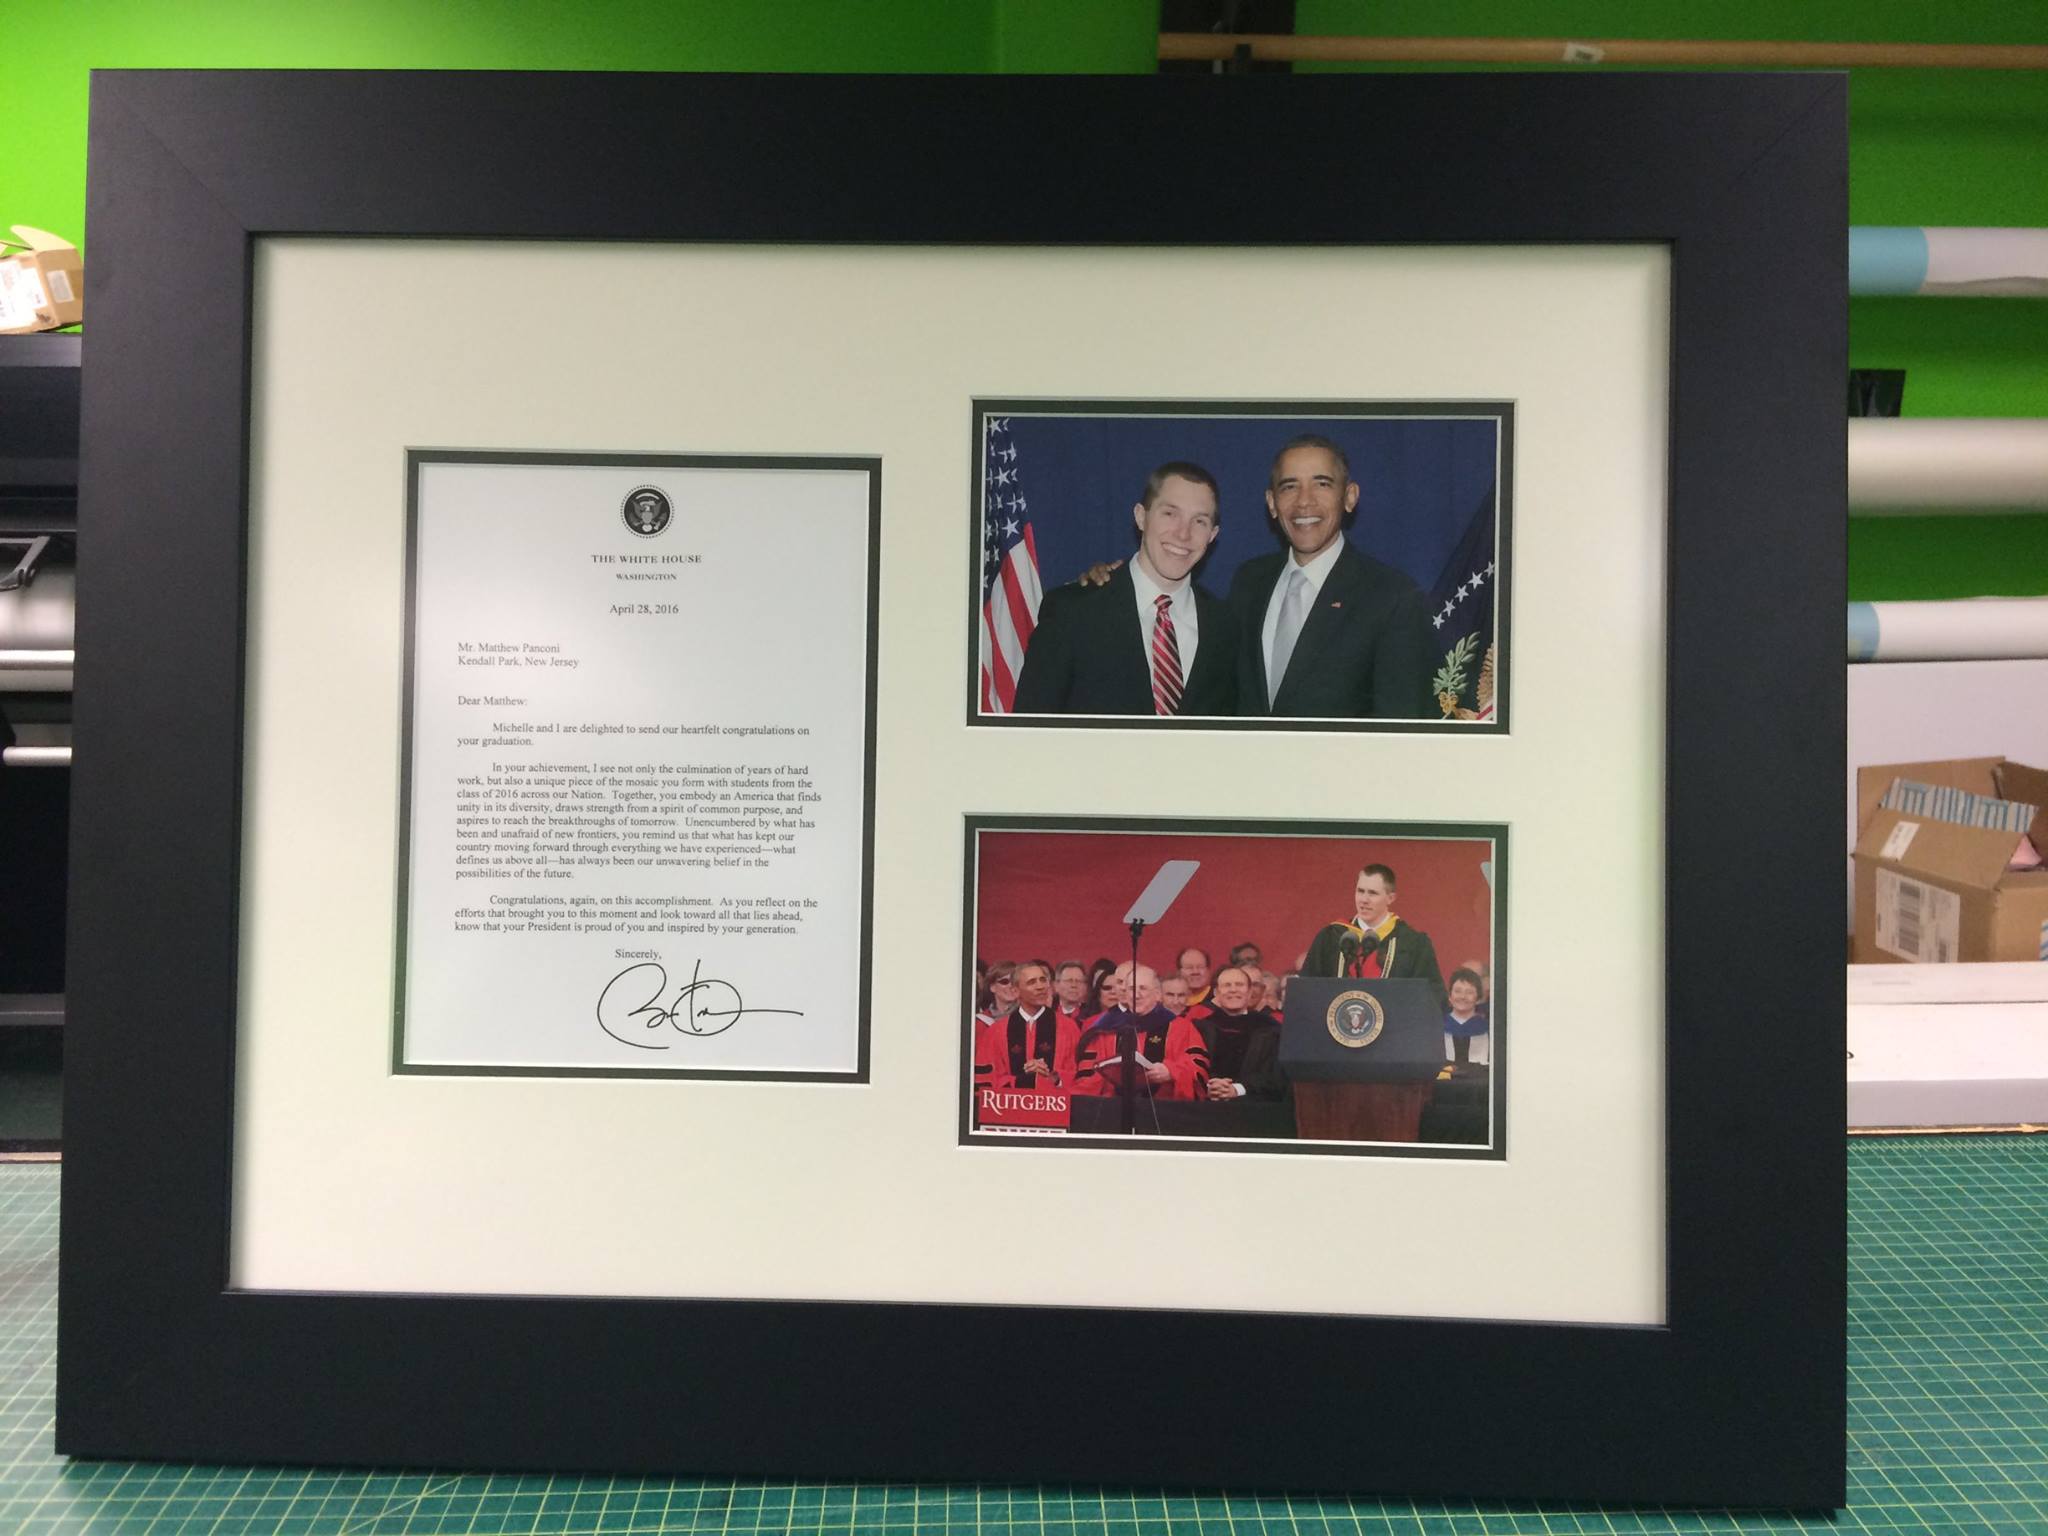 THE WHITE HOUSE
WASHINGTON
April 28, 2016
Mr. Matthew Panconi
Kendall Park, New Jersey
Dear Matthew:
Michelle and I are delighted to send our heartfelt congratulations on
your graduation.
In your achievement, I see not only the culmination of years of hard
work, but also a unique piece of the mosaic you form with students from the
class of 2016 across our Nation. Together, you embody an America that finds
unity in its diversity, draws strength from a spirit of common purpose, and
aspires to reach the breakthroughs of tomorrow. Unencumbered by what has
been and unafraid of new frontiers, you remind us that what has kept our
country moving forward through everything we have experienced—what
defines us above all—has always been our unwavering belief in the
possibilities of the future.
Congratulations, again, on this accomplishment. As you reflect on the
efforts that brought you to this moment and look toward all that lies ahead,
know that your President is proud of you and inspired by your generation.
Sincerely,
RUTGERS